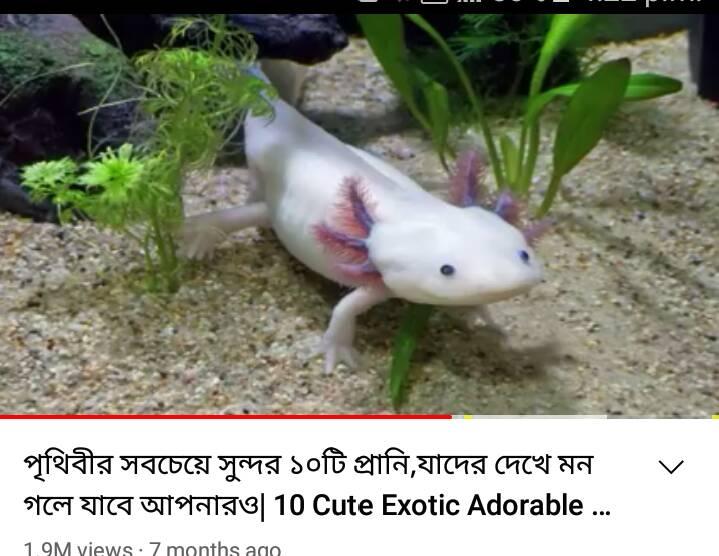 পৃথিবীর সবচেয়ে সুন্দর ১০টি প্রানি,যাদের দেখে মন
গলে যাবে আপনারও| 10 Cute Exotic Adorable ...
1.9M views · 7 months ago